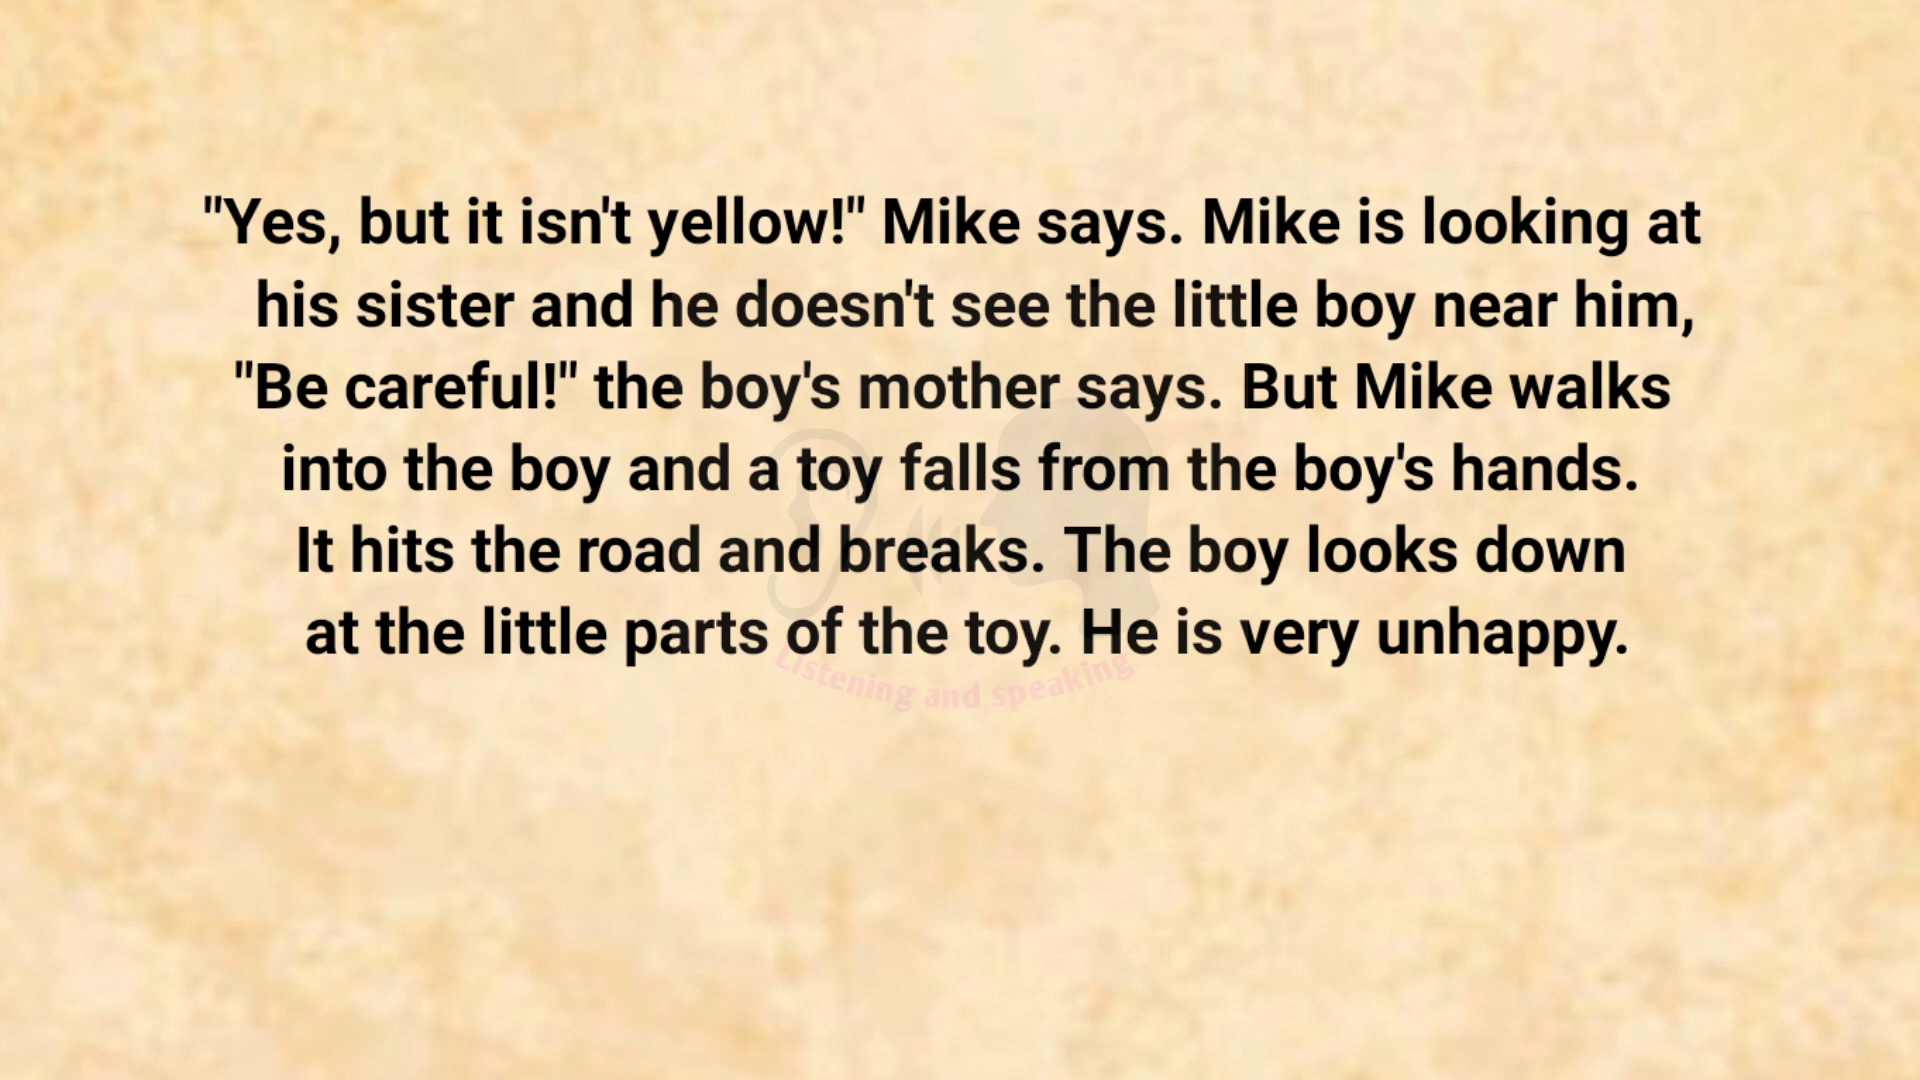 "Yes, but it isn't yellow!" Mike says. Mike is looking at
his sister and he doesn't see the little boy near him,
"Be careful!" the boy's mother says. But Mike walks
into the boy and a toy falls from the boy's hands.
It hits the road and breaks. The boy looks down
at the little parts of the toy. He is very unhappy.
Listening and speaking